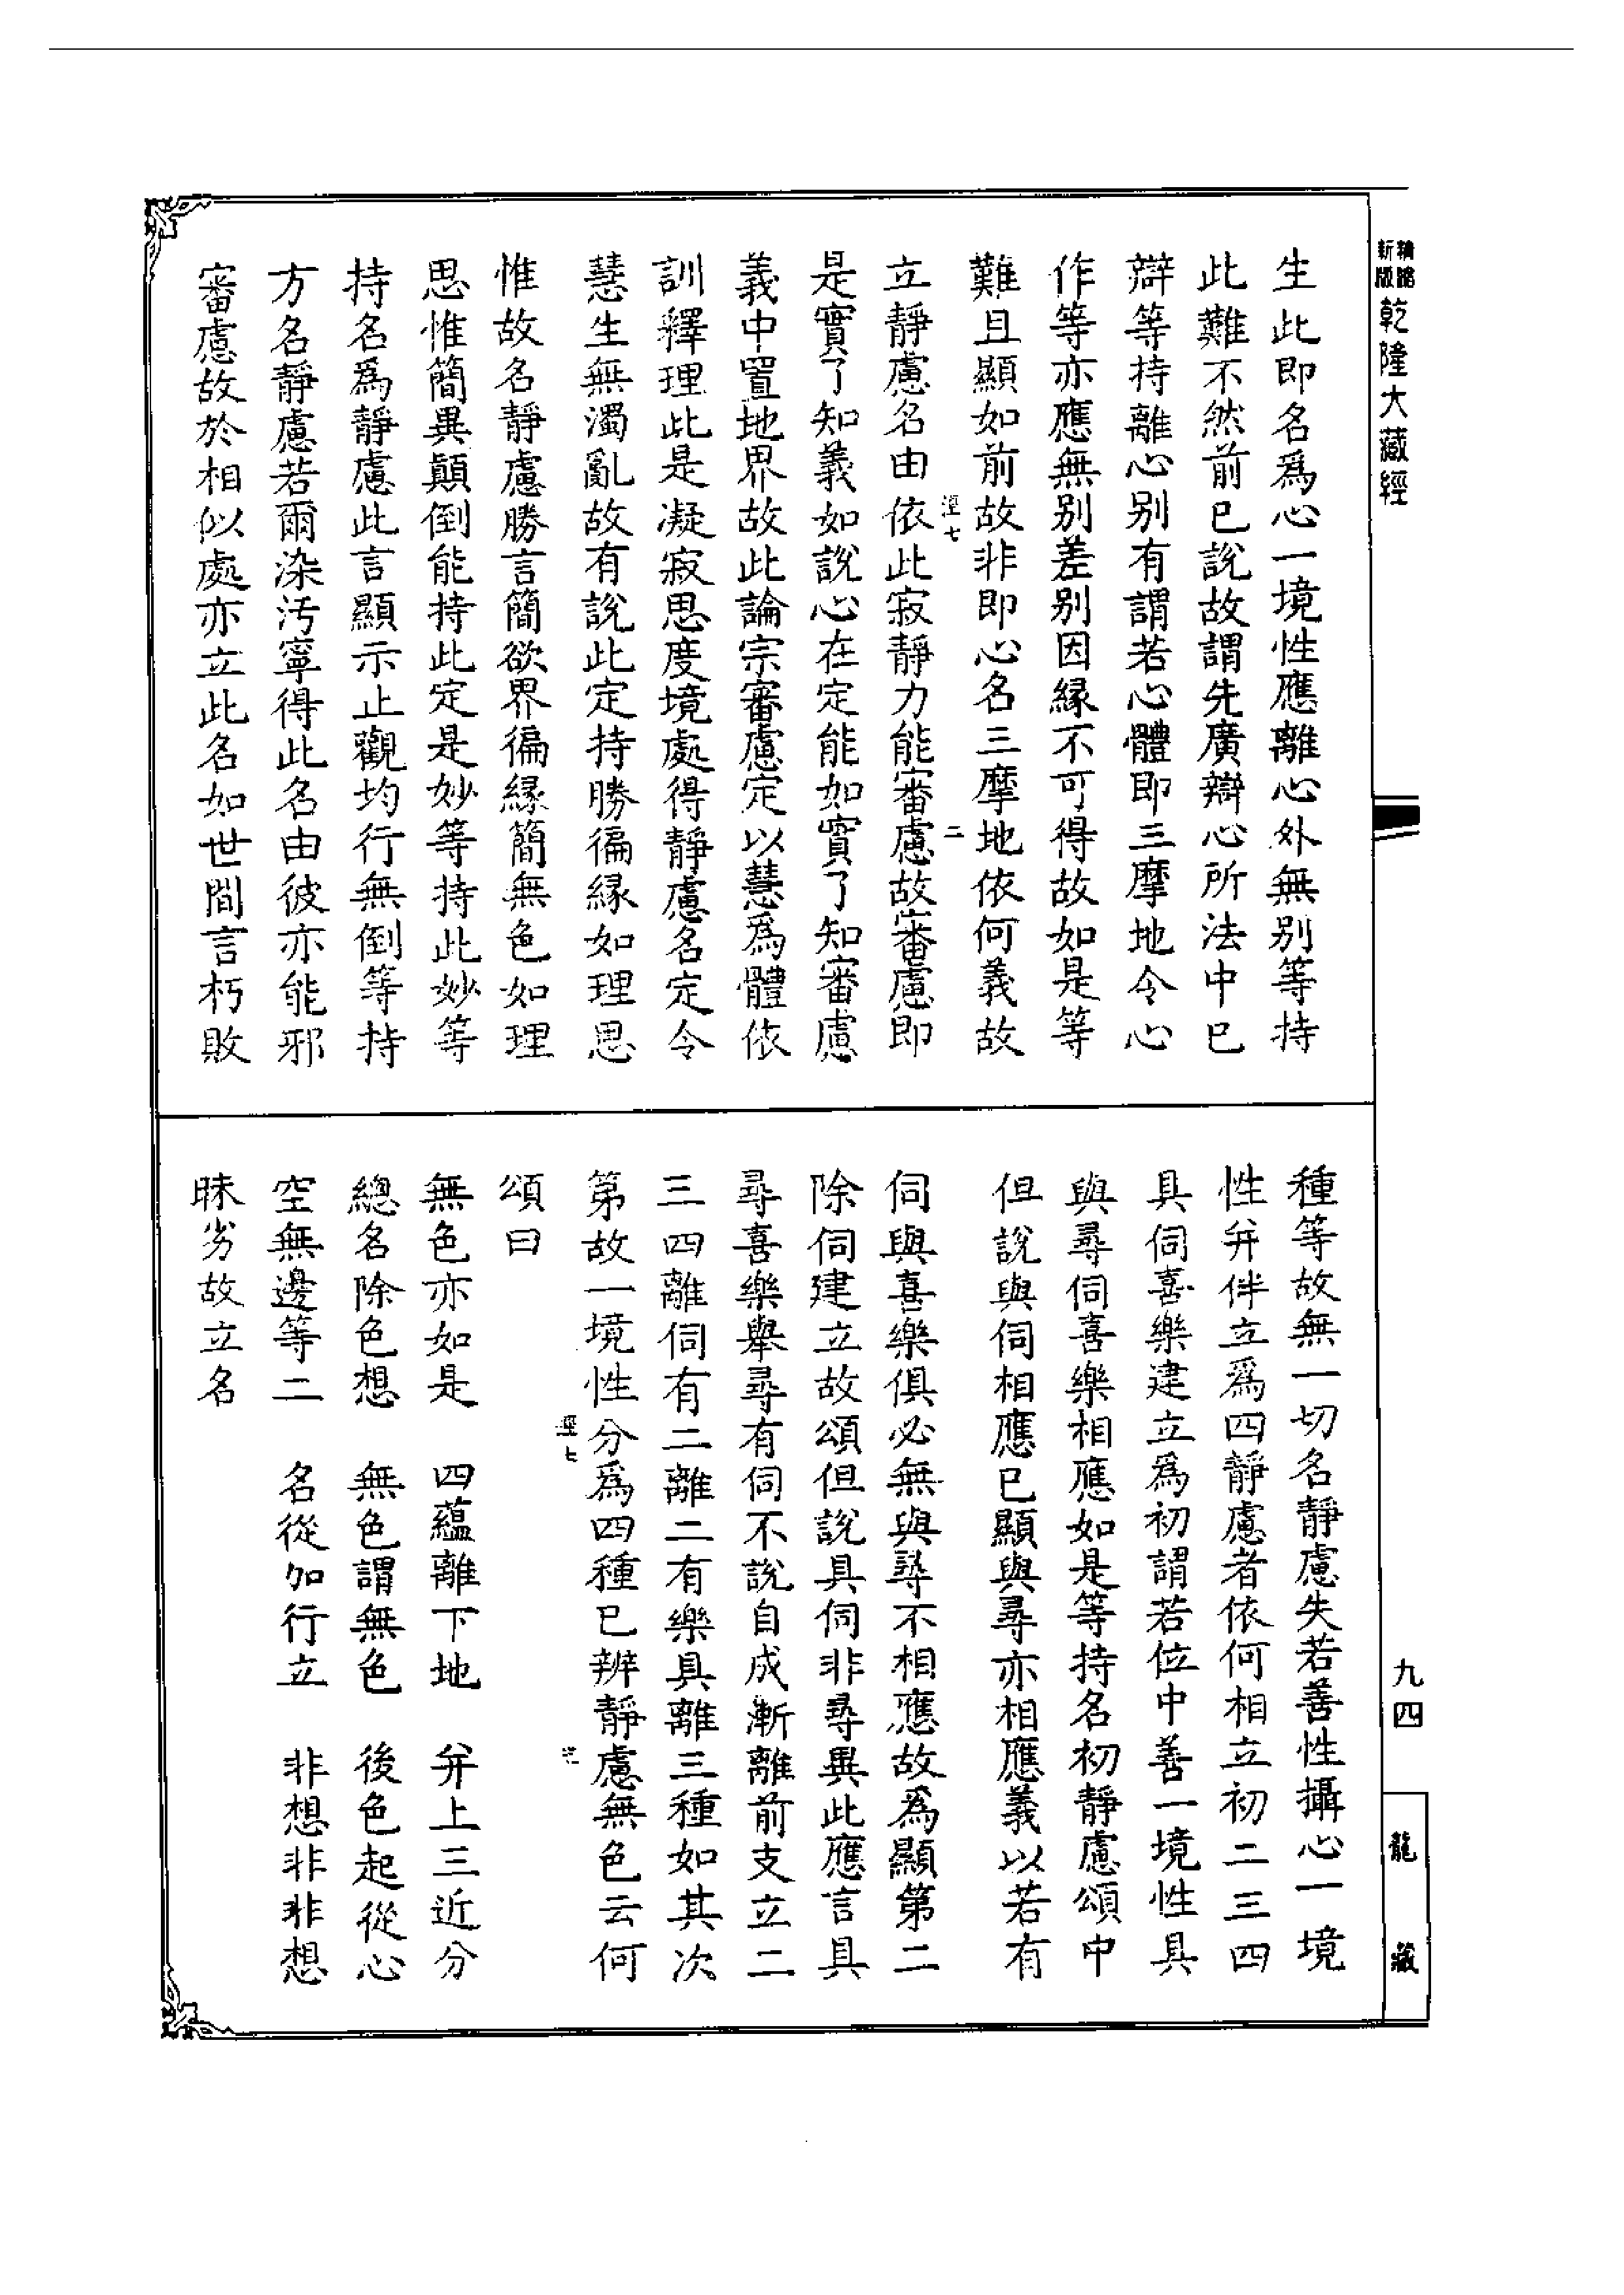 精縮新版乾隆大藏經
生此即名爲心一境性應離心外無別等持
此難不然前已說故謂先廣辯心所法中已
辯等持離心別有謂若心體即三摩地令心
作等亦應無別差別因緣不可得故如是等
難且顯如前故非即心名三摩地依何義故
立靜慮名由依此寂靜力能審慮故審慮即
是實了知義如說心在定能如實了知審慮
義中置地界故此論宗審慮定以慧爲體依
訓釋理此是凝寂思度境處得靜慮名定令
慧生無濁亂故有說此定持勝徧緣如理思
惟故名靜慮勝言簡欲界徧緣簡無色如理
思惟簡異顛倒能持此定是妙等持此妙等
持名爲靜慮此言顯示止觀均行無倒等持
方名靜慮若爾染污寧得此名由彼亦能邪
審慮故於相似處亦立此名如世間言朽敗
種等故無一切名靜慮失若善性攝心一境
性并伴立爲四靜慮者依何相立初二三四
具伺喜樂建立爲初謂若位中善一境性具
與尋伺喜樂相應如是等持名初靜慮頌中
但說與伺相應已顯與尋亦相應義以若有
伺與喜樂俱必無與尋不相應故爲顯第二
除伺建立故頌但說具伺非尋異此應言具
尋喜樂舉尋有伺不說自成漸離前支立二
三四離伺有二離二有樂具離三種如其次
第故一境性分爲四種已辨靜慮無色云何
頌曰
無色亦如是　四蘊離下地　并上三近分
總名除色想　無色謂無色　後色起從心
空無邊等二　名從加行立　非想非非想
昧劣故立名
九四
龍藏